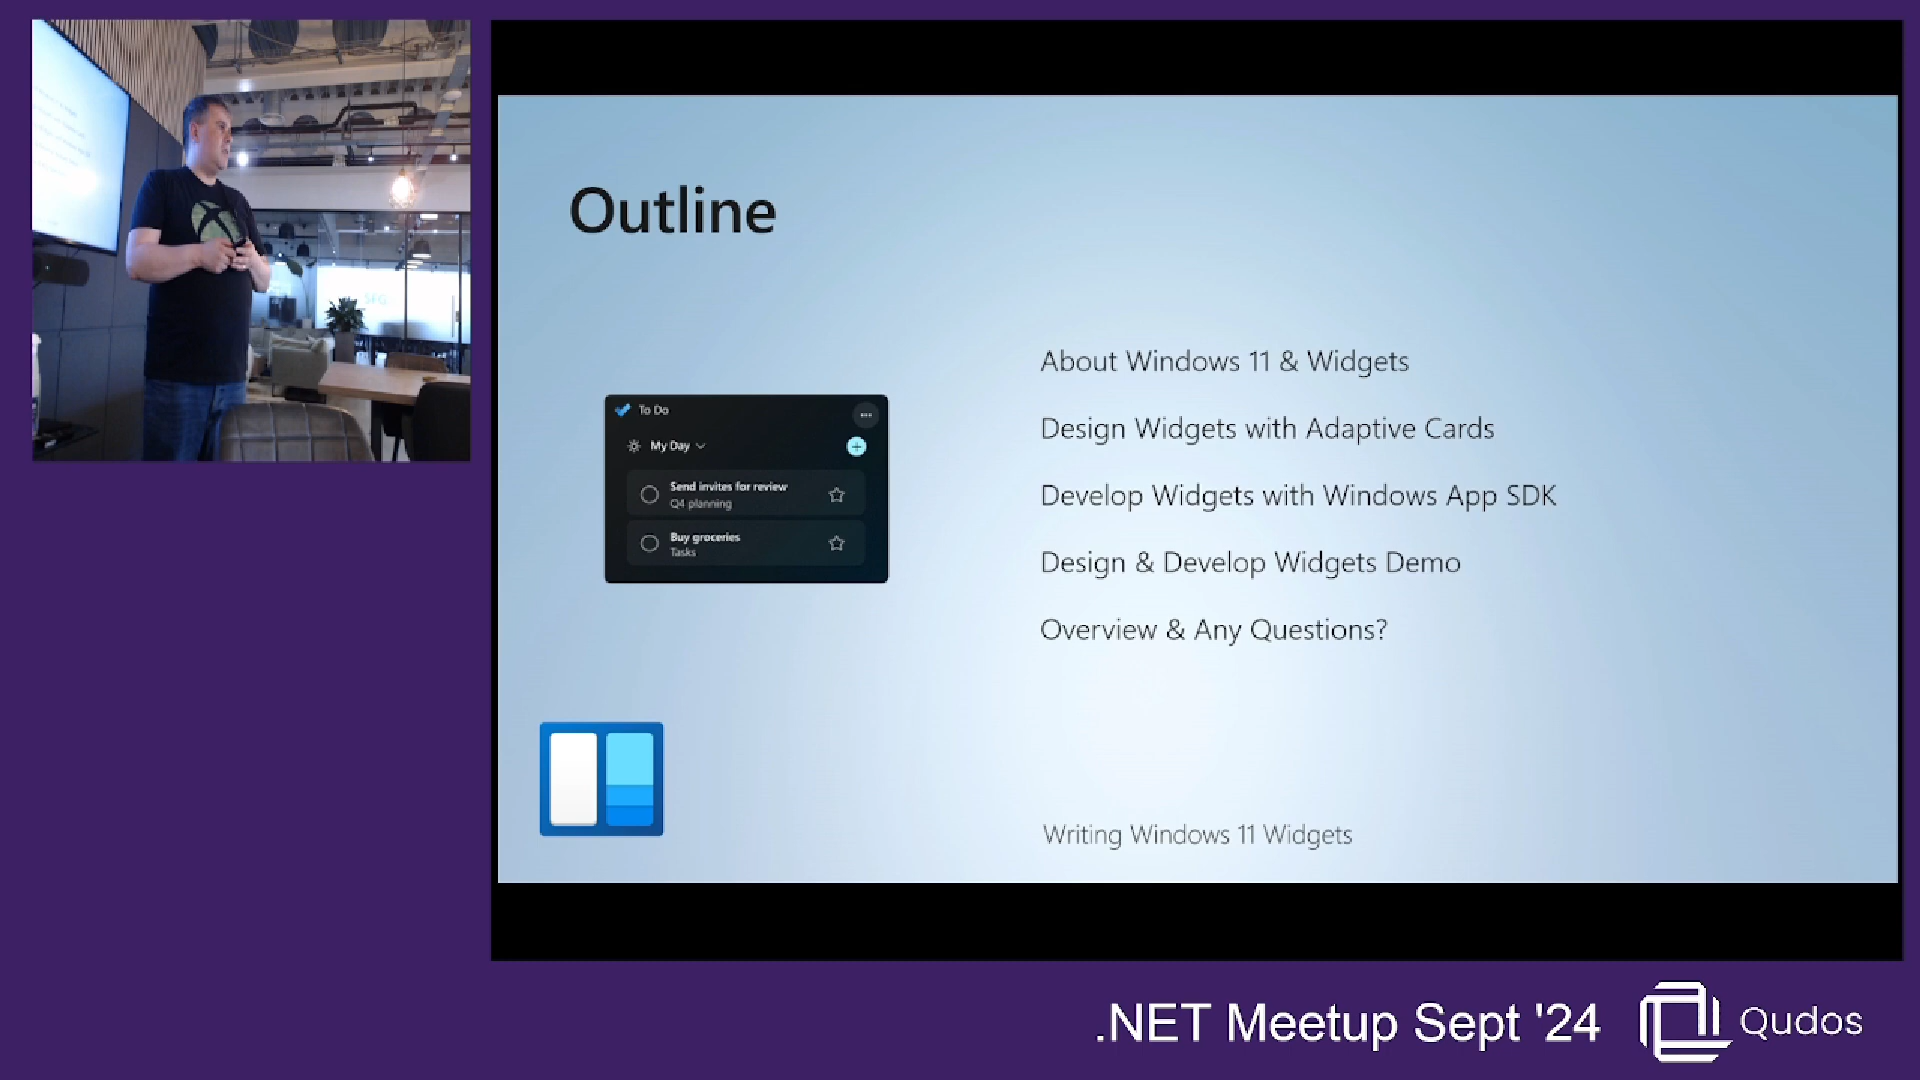 Outline
About Windows 11 & Widgets
Design Widgets with Adaptive Cards
Develop Widgets with Windows App SDK
Design & Develop Widgets Demo
Overview & Any Questions?
To Do
My Day
Send invites for review
Q4 planning
Buy groceries
Tasks
Writing Windows 11 Widgets
.NET Meetup Sept '24
Qudos